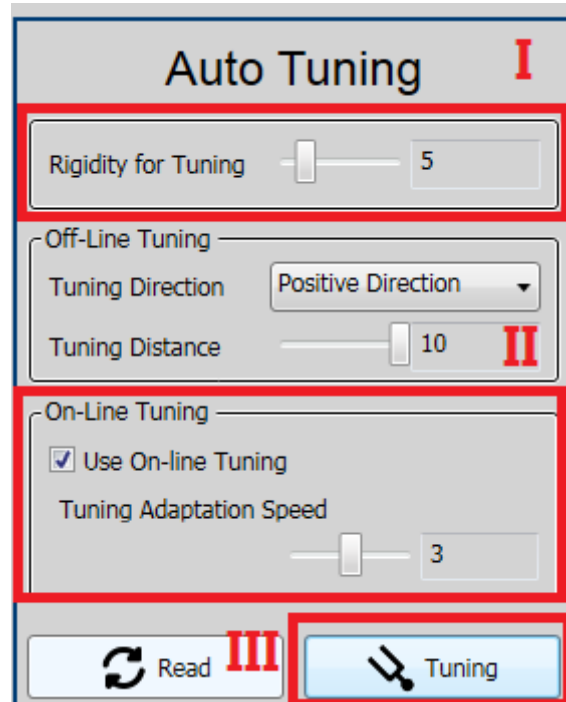 Auto Tuning I
Rigidity for Tuning 5
Off-Line Tuning
Tuning Direction Positive Direction
Tuning Distance 10 II
On-Line Tuning
Use On-line Tuning
Tuning Adaptation Speed
3
Read III Tuning